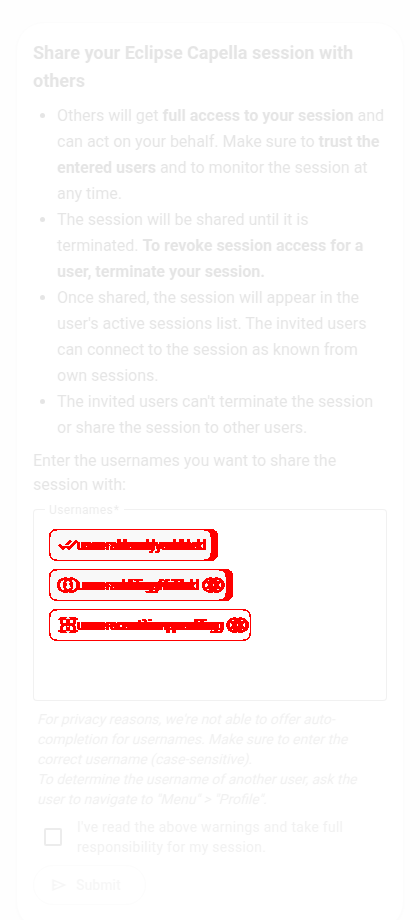 Share your Eclipse Capella session with
others
Others will get full access to your session and
can act on your behalf. Make sure to trust the
entered users and to monitor the session at
any time.
The session will be shared until it is
terminated. To revoke session access for a
user, terminate your session.
Once shared, the session will appear in the
user's active sessions list. The invited users
can connect to the session as known from
own sessions.
The invited users can't terminate the session
or share the session to other users.
Enter the usernames you want to share the
session with:
Usernames*
For privacy reasons, we're not able to offer auto-
completion for usernames. Make sure to enter the
correct username (case-sensitive).
To determine the username of another user, ask the
user to navigate to "Menu" > "Profile".
I've read the above warnings and take full
responsibility for my session.
Submit